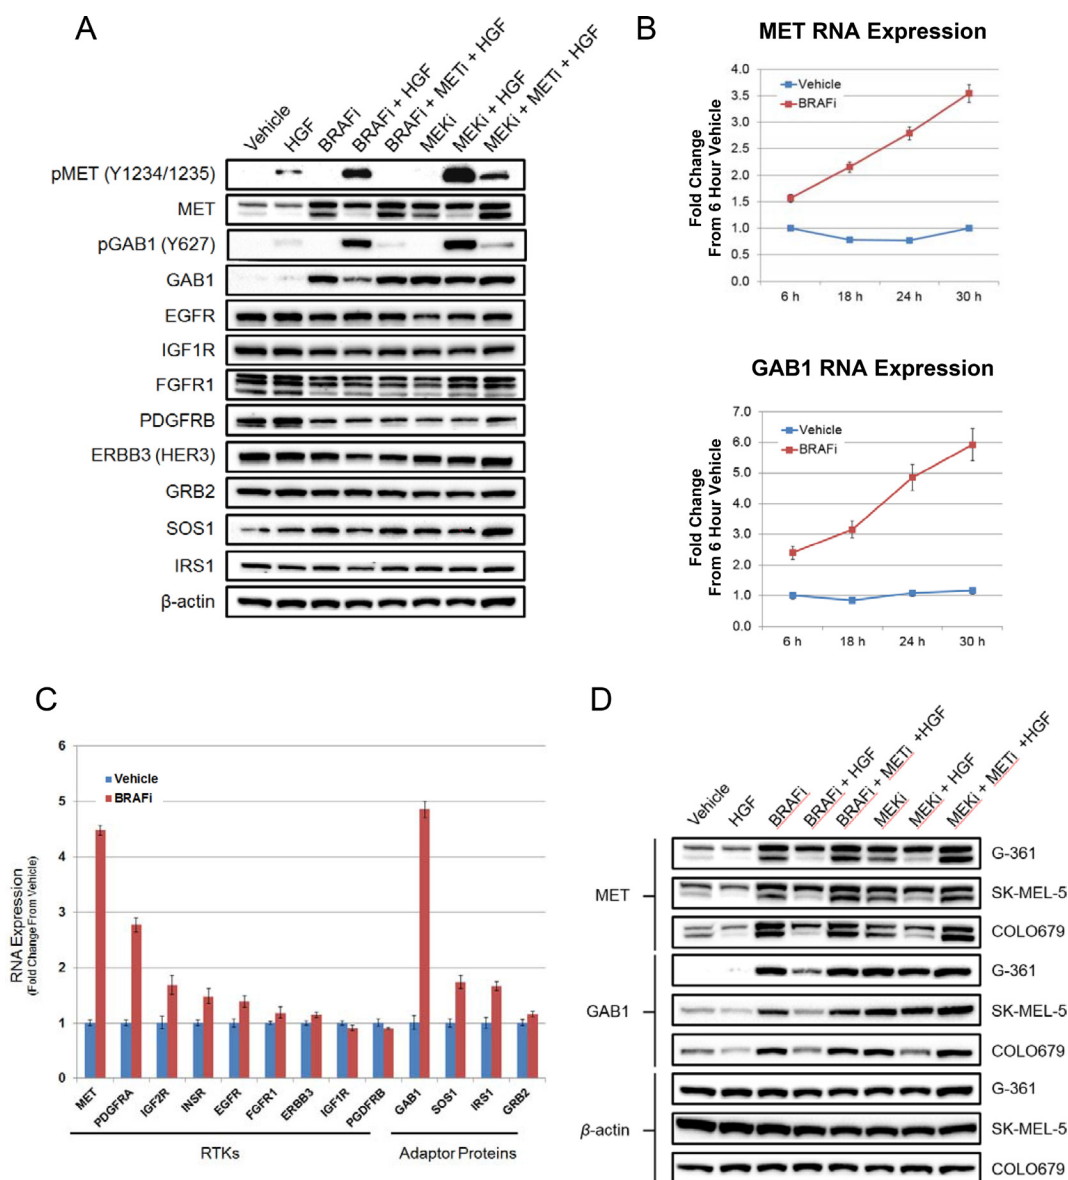 A
Vehicle
HGF
BRAFi
BRAFi + HGF
BRAFi + METi + HGF
MEKi
MEKi + HGF
MEKi + METi + HGF
pMET (Y1234/1235)
MET
pGAB1 (Y627)
GAB1
EGFR
IGF1R
FGFR1
PDGFRB
ERBB3 (HER3)
GRB2
SOS1
IRS1
β-actin
B
MET RNA Expression
Fold Change
From 6 Hour Vehicle
4.0
3.5
3.0
2.5
2.0
1.5
1.0
0.5
0.0
Vehicle
BRAFi
6 h
18 h
24 h
30 h
GAB1 RNA Expression
Fold Change
From 6 Hour Vehicle
7.0
6.0
5.0
4.0
3.0
2.0
1.0
0.0
Vehicle
BRAFi
6 h
18 h
24 h
30 h
C
RNA Expression
(Fold Change From Vehicle)
6
5
4
3
2
1
0
Vehicle
BRAFi
MET
PDGFRA
IGF2R
INSR
EGFR
FGFR1
ERBB3
IGF1R
PGDFRB
GAB1
SOS1
IRS1
GRB2
RTKs
Adaptor Proteins
D
Vehicle
HGF
BRAFi
BRAFi + HGF
BRAFi + METi +HGF
MEKi
MEKi + HGF
MEKi + METi +HGF
MET
G-361
SK-MEL-5
COLO679
GAB1
G-361
SK-MEL-5
COLO679
β-actin
G-361
SK-MEL-5
COLO679